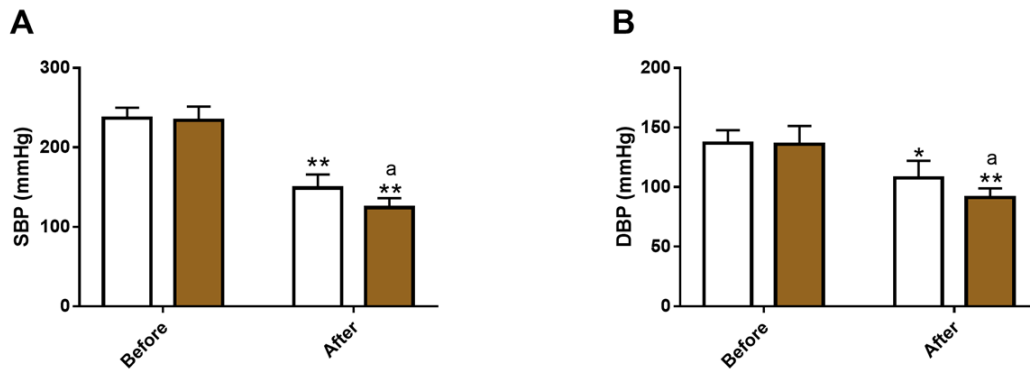 A
SBP (mmHg)
300
200
100
0
**
a
**
Before
After
B
DBP (mmHg)
200
150
100
50
0
*
a
**
Before
After